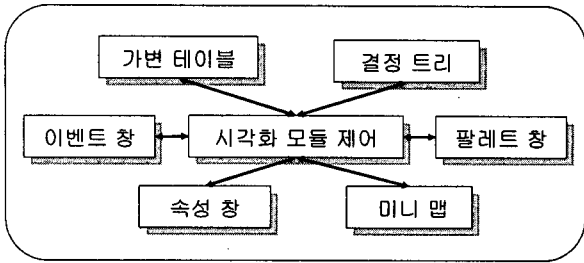 가변 테이블
결정 트리
이벤트 창
시각화 모듈 제어
팔레트 창
속성 창
미니 맵